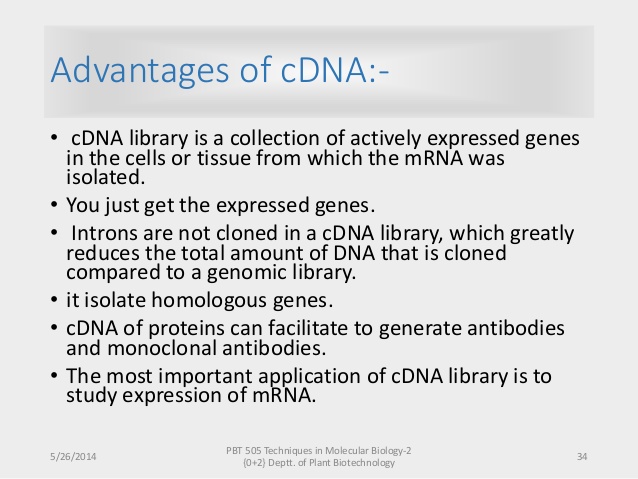 Advantages of cDNA:-
• cDNA library is a collection of actively expressed genes
in the cells or tissue from which the mRNA was
isolated.
• You just get the expressed genes.
• Introns are not cloned in a cDNA library, which greatly
reduces the total amount of DNA that is cloned
compared to a genomic library.
• it isolate homologous genes.
• cDNA of proteins can facilitate to generate antibodies
and monoclonal antibodies.
• The most important application of cDNA library is to
study expression of mRNA.
5/26/2014
PBT 505 Techniques in Molecular Biology-2
(0+2) Deptt. of Plant Biotechnology
34